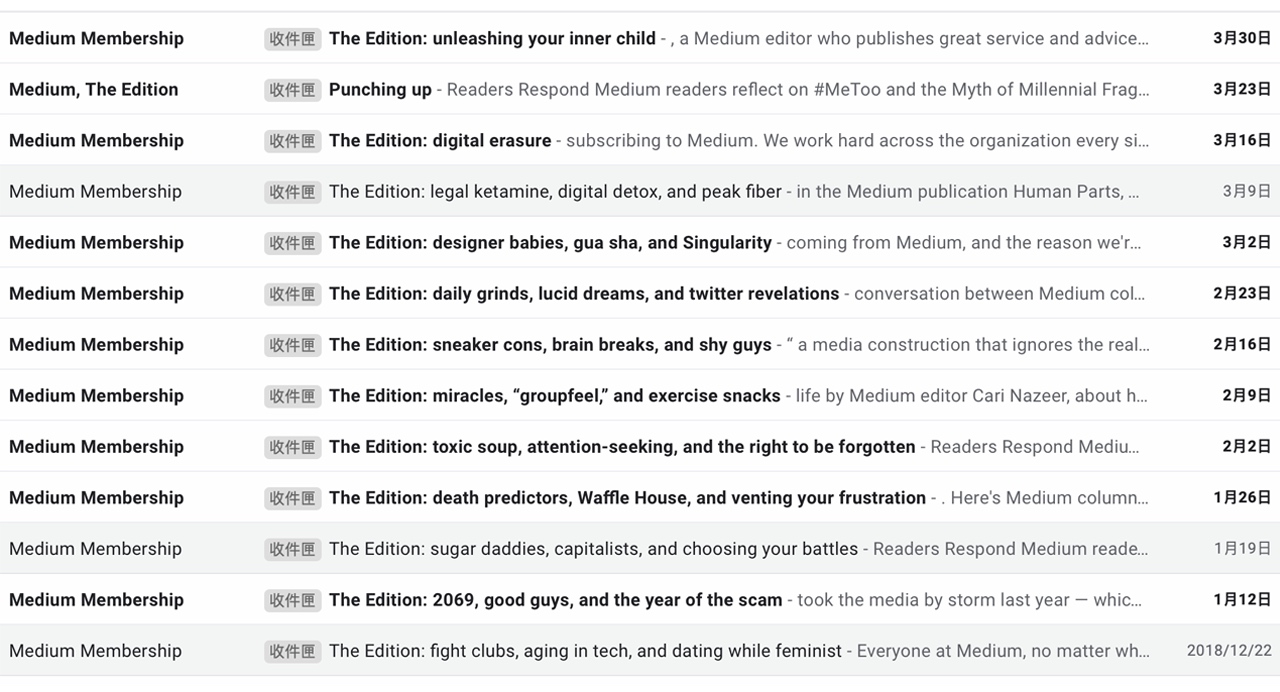 Medium Membership 收件匣 The Edition: unleashing your inner child - , a Medium editor who publishes great service and advice… 3月30日
Medium, The Edition 收件匣 Punching up - Readers Respond Medium readers reflect on #MeToo and the Myth of Millennial Frag… 3月23日
Medium Membership 收件匣 The Edition: digital erasure - subscribing to Medium. We work hard across the organization every si… 3月16日
Medium Membership 收件匣 The Edition: legal ketamine, digital detox, and peak fiber - in the Medium publication Human Parts, … 3月9日
Medium Membership 收件匣 The Edition: designer babies, gua sha, and Singularity - coming from Medium, and the reason we'r… 3月2日
Medium Membership 收件匣 The Edition: daily grinds, lucid dreams, and twitter revelations - conversation between Medium col… 2月23日
Medium Membership 收件匣 The Edition: sneaker cons, brain breaks, and shy guys - “ a media construction that ignores the real… 2月16日
Medium Membership 收件匣 The Edition: miracles, “groupfeel,” and exercise snacks - life by Medium editor Cari Nazeer, about h… 2月9日
Medium Membership 收件匣 The Edition: toxic soup, attention-seeking, and the right to be forgotten - Readers Respond Mediu… 2月2日
Medium Membership 收件匣 The Edition: death predictors, Waffle House, and venting your frustration - . Here's Medium column… 1月26日
Medium Membership 收件匣 The Edition: sugar daddies, capitalists, and choosing your battles - Readers Respond Medium reade… 1月19日
Medium Membership 收件匣 The Edition: 2069, good guys, and the year of the scam - took the media by storm last year — whic… 1月12日
Medium Membership 收件匣 The Edition: fight clubs, aging in tech, and dating while feminist - Everyone at Medium, no matter wh… 2018/12/22